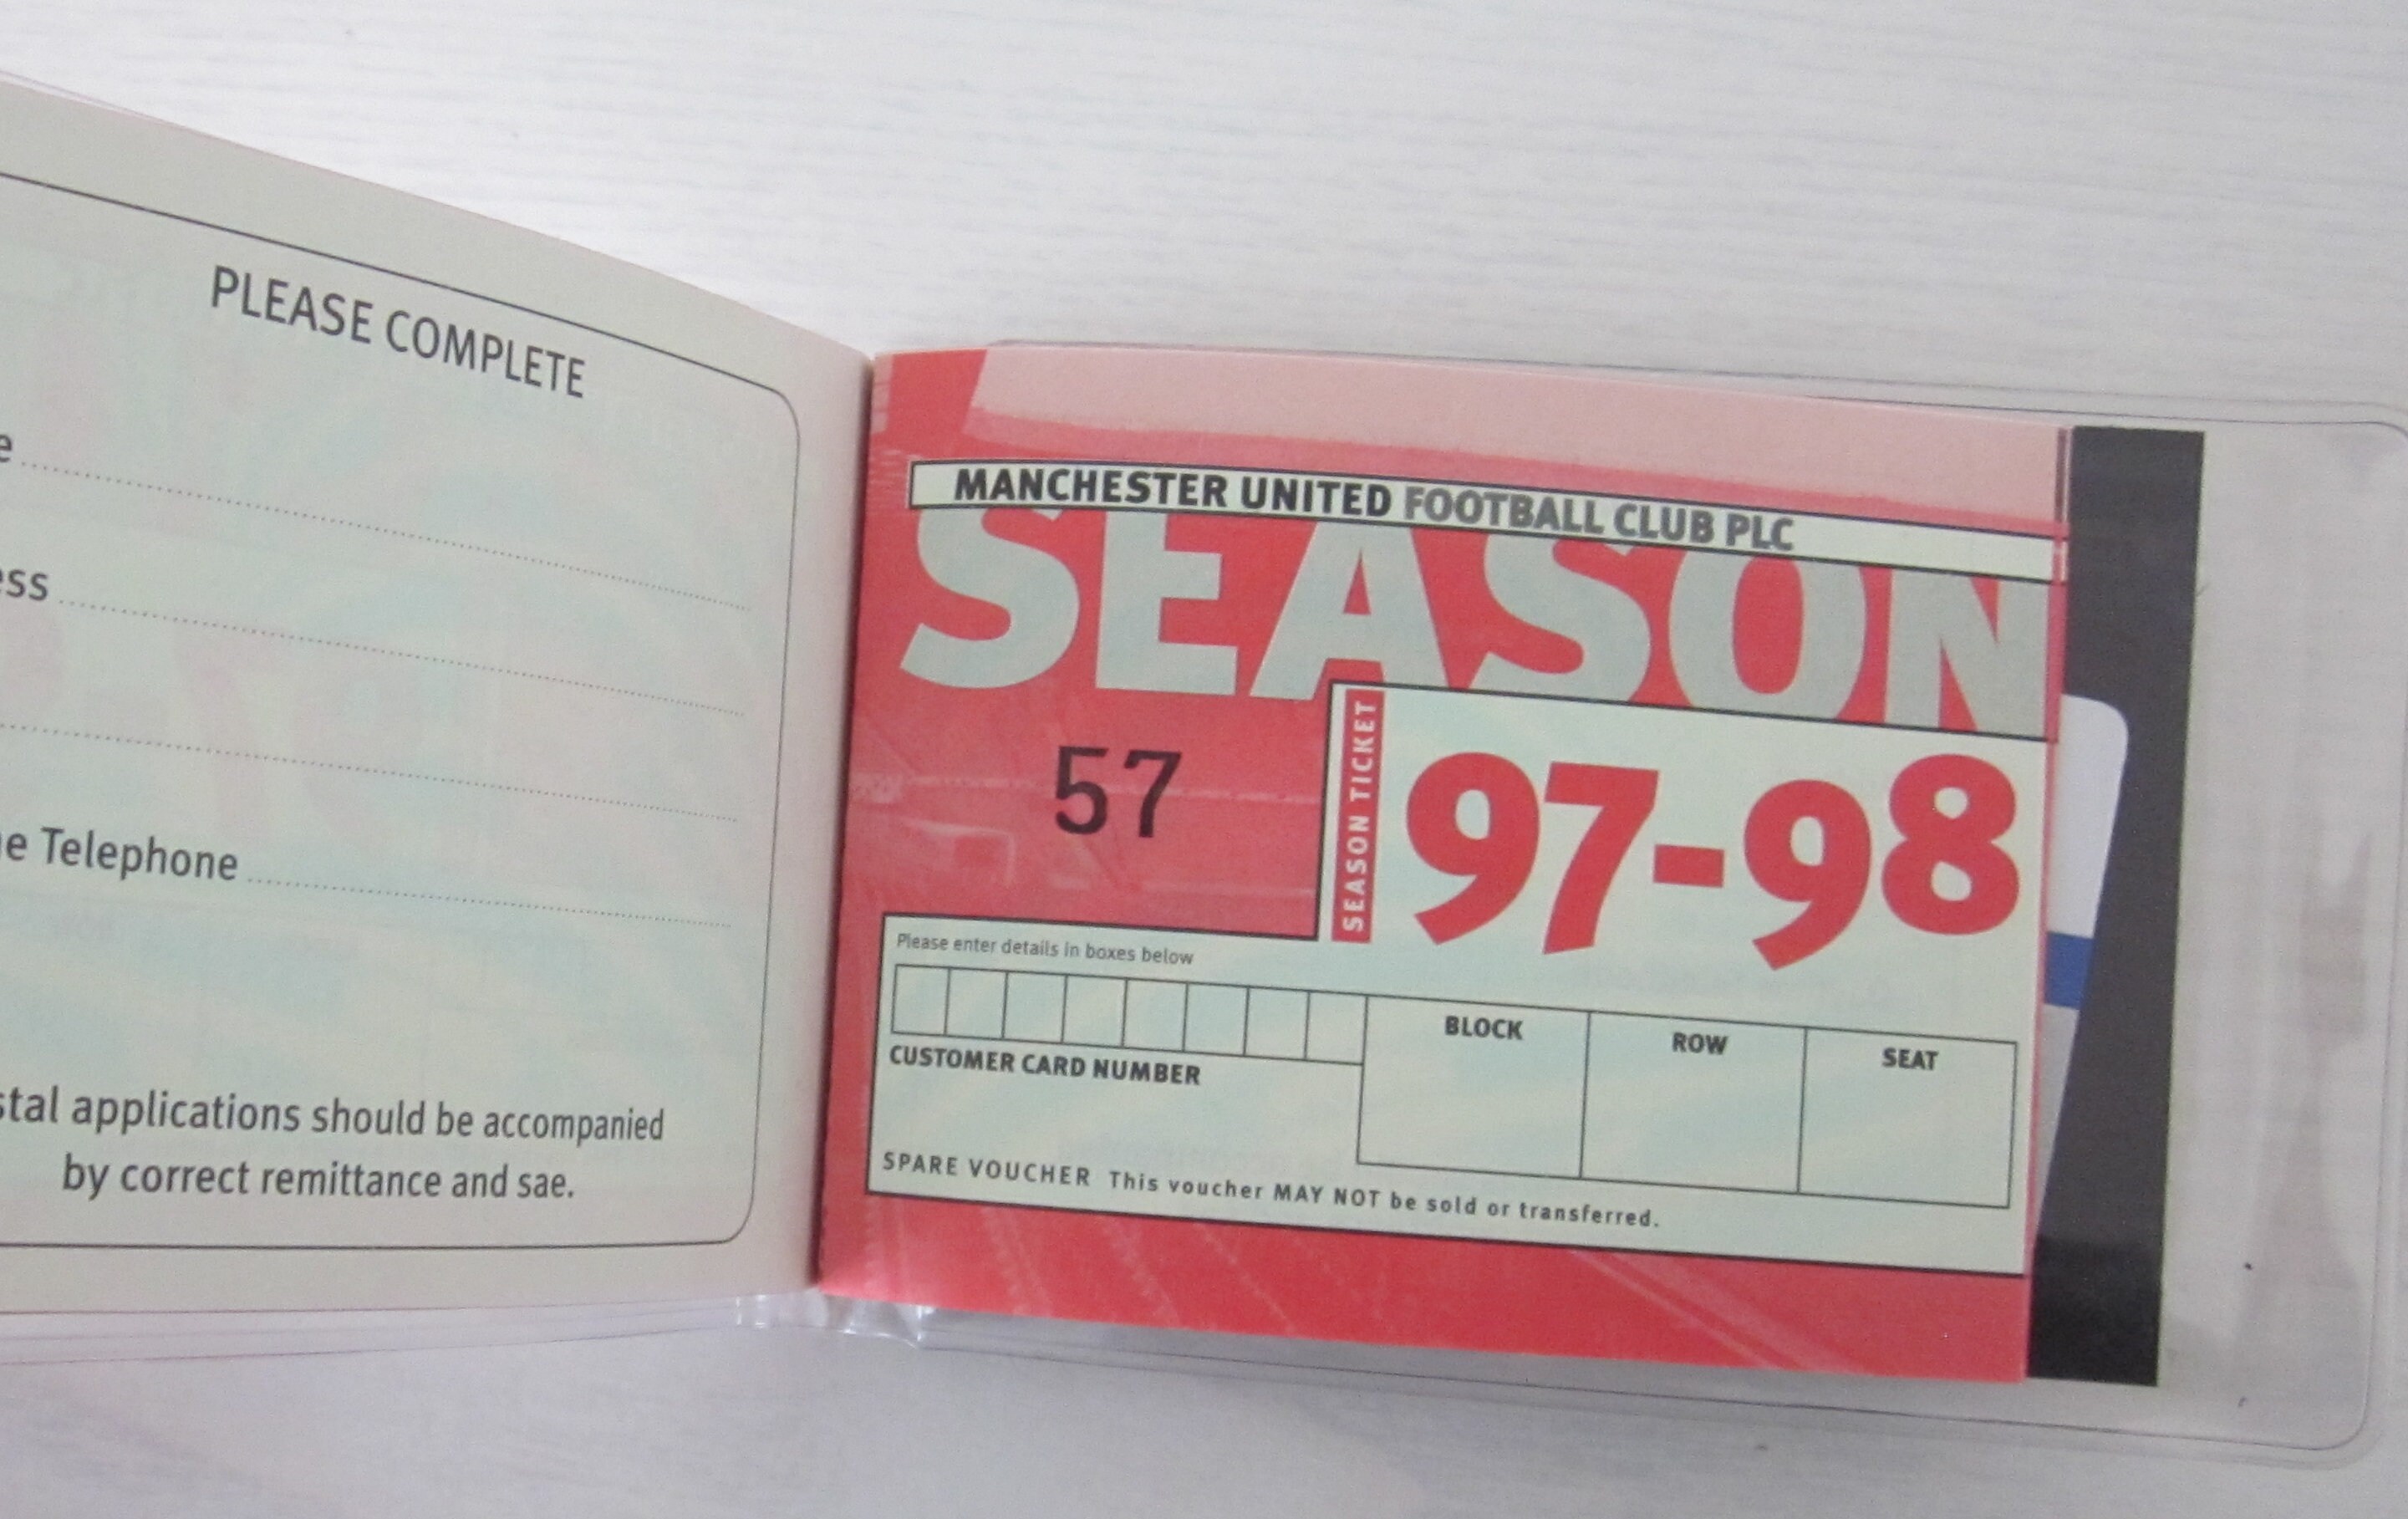 PLEASE COMPLETE
Telephone
applications should be accompanied
by correct remittance and sae.
MANCHESTER UNITED FOOTBALL CLUB PLC
SEASON
57
SEASON TICKET
97-98
Please enter details in boxes below
CUSTOMER CARD NUMBER
BLOCK
ROW
SEAT
SPARE VOUCHER This voucher MAY NOT be sold or transferred.